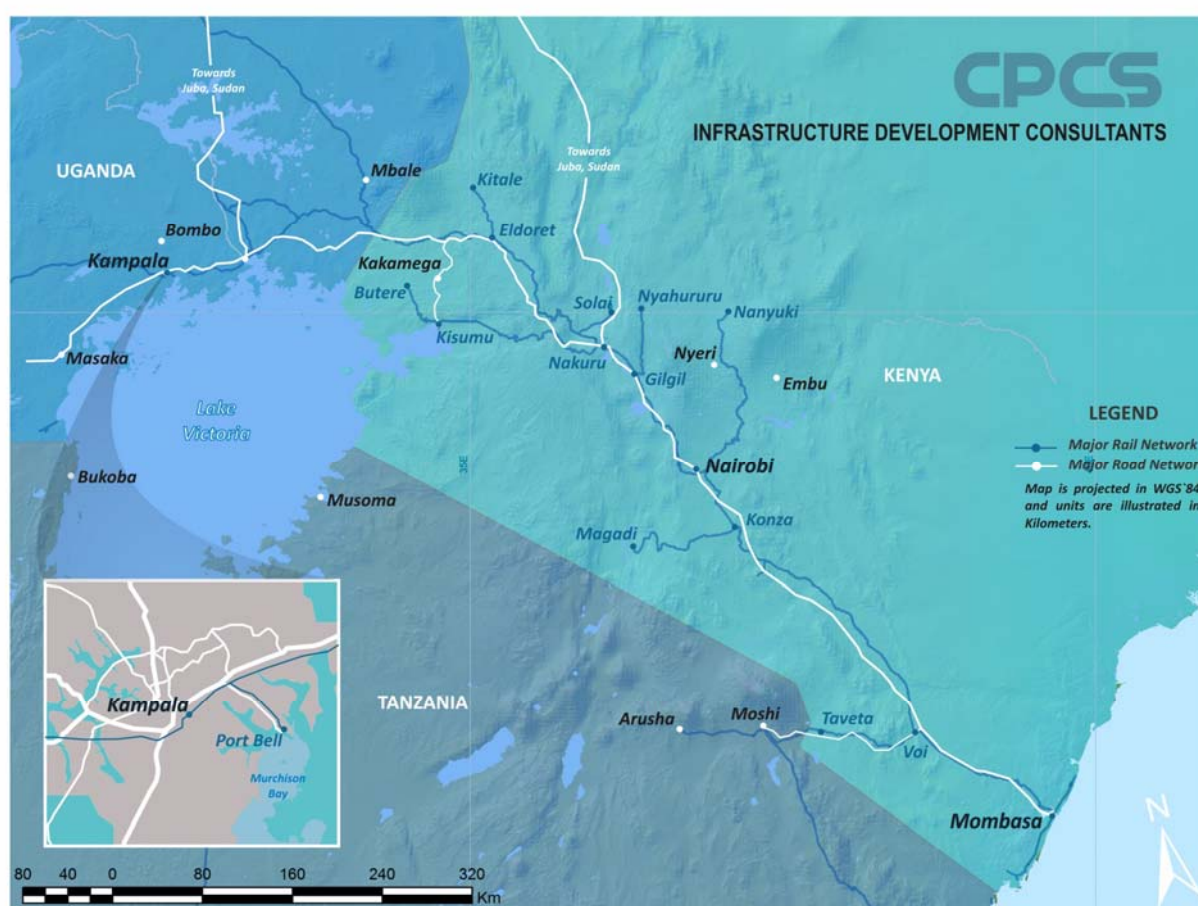 CPCS
INFRASTRUCTURE DEVELOPMENT CONSULTANTS
Towards
Juba, Sudan
Towards
Juba, Sudan
UGANDA
Mbale
Kitale
Bombo
Eldoret
Kampala
Kakamega
Butere
Solai
Nyahururu
Nanyuki
Kisumu
Masaka
Nakuru
Nyeri
Gilgil
Embu
KENYA
Lake
Victoria
LEGEND
Major Rail Network
Major Road Networ
Map is projected in WGS`84
and units are illustrated in
Kilometers.
35E
Bukoba
Nairobi
Musoma
Konza
Magadi
TANZANIA
Kampala
Port Bell
Murchison
Bay
Arusha
Moshi
Taveta
Voi
Mombasa
N
80 40 0 80 160 240 320
Km